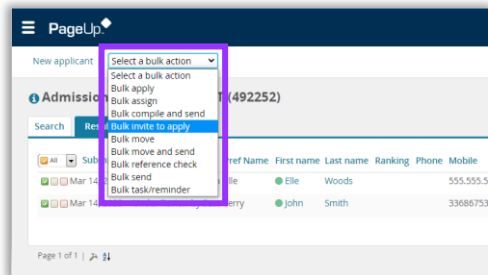 PageUp.
New applicant Select a bulk action
Select a bulk action
Bulk apply
Bulk assign
Bulk compile and send
Bulk invite to apply
Bulk move
Bulk move and send
Bulk reference check
Bulk send
Bulk task/reminder
Admission (492252)
Search Res
All Sub ref Name First name Last name Ranking Phone Mobile
Mar 14, lle Elle Woods 555.555.5
Mar 14, erry John Smith 33686753
Page 1 of 1 |